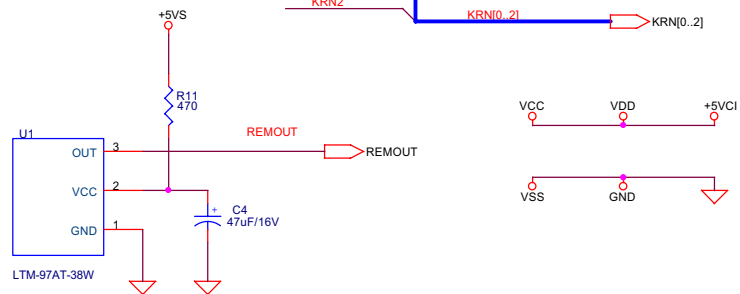 KRN2
+5VS
KRN[0..2]
KRN[0..2]
R11
470
VCC
VDD
+5VCI
U1
REMOUT
OUT
3
REMOUT
VCC
2
VSS
GND
C4
+
47uF/16V
GND
1
LTM-97AT-38W